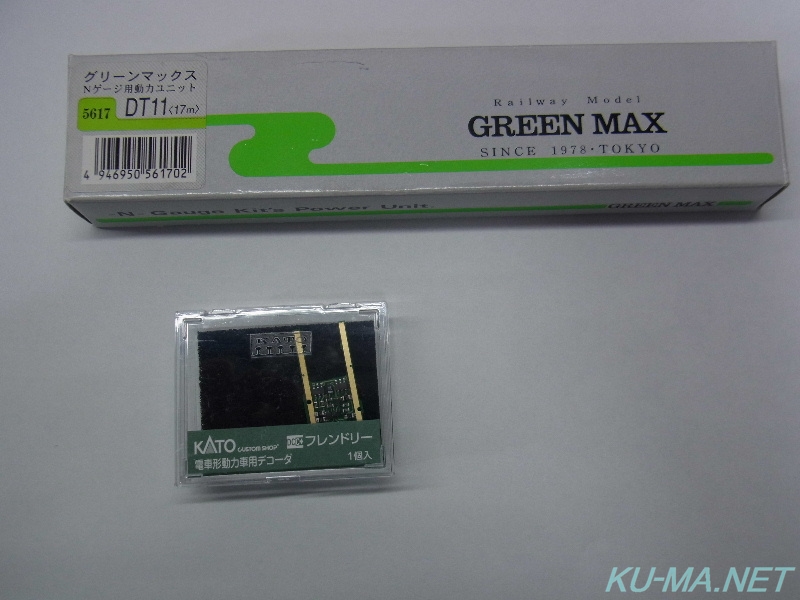 グリーンマックス
Nゲージ用動力ユニット
5617 DT11〈17m〉
4 946950 561702
Railway Model
GREEN MAX
SINCE 1978・TOKYO
N-Gauge Kit's Power Unit.
GREEN MAX
KATO
KATO CUSTOM SHOP フレンドリー
電車形動力車用デコーダ 1個入
KU-MA.NET